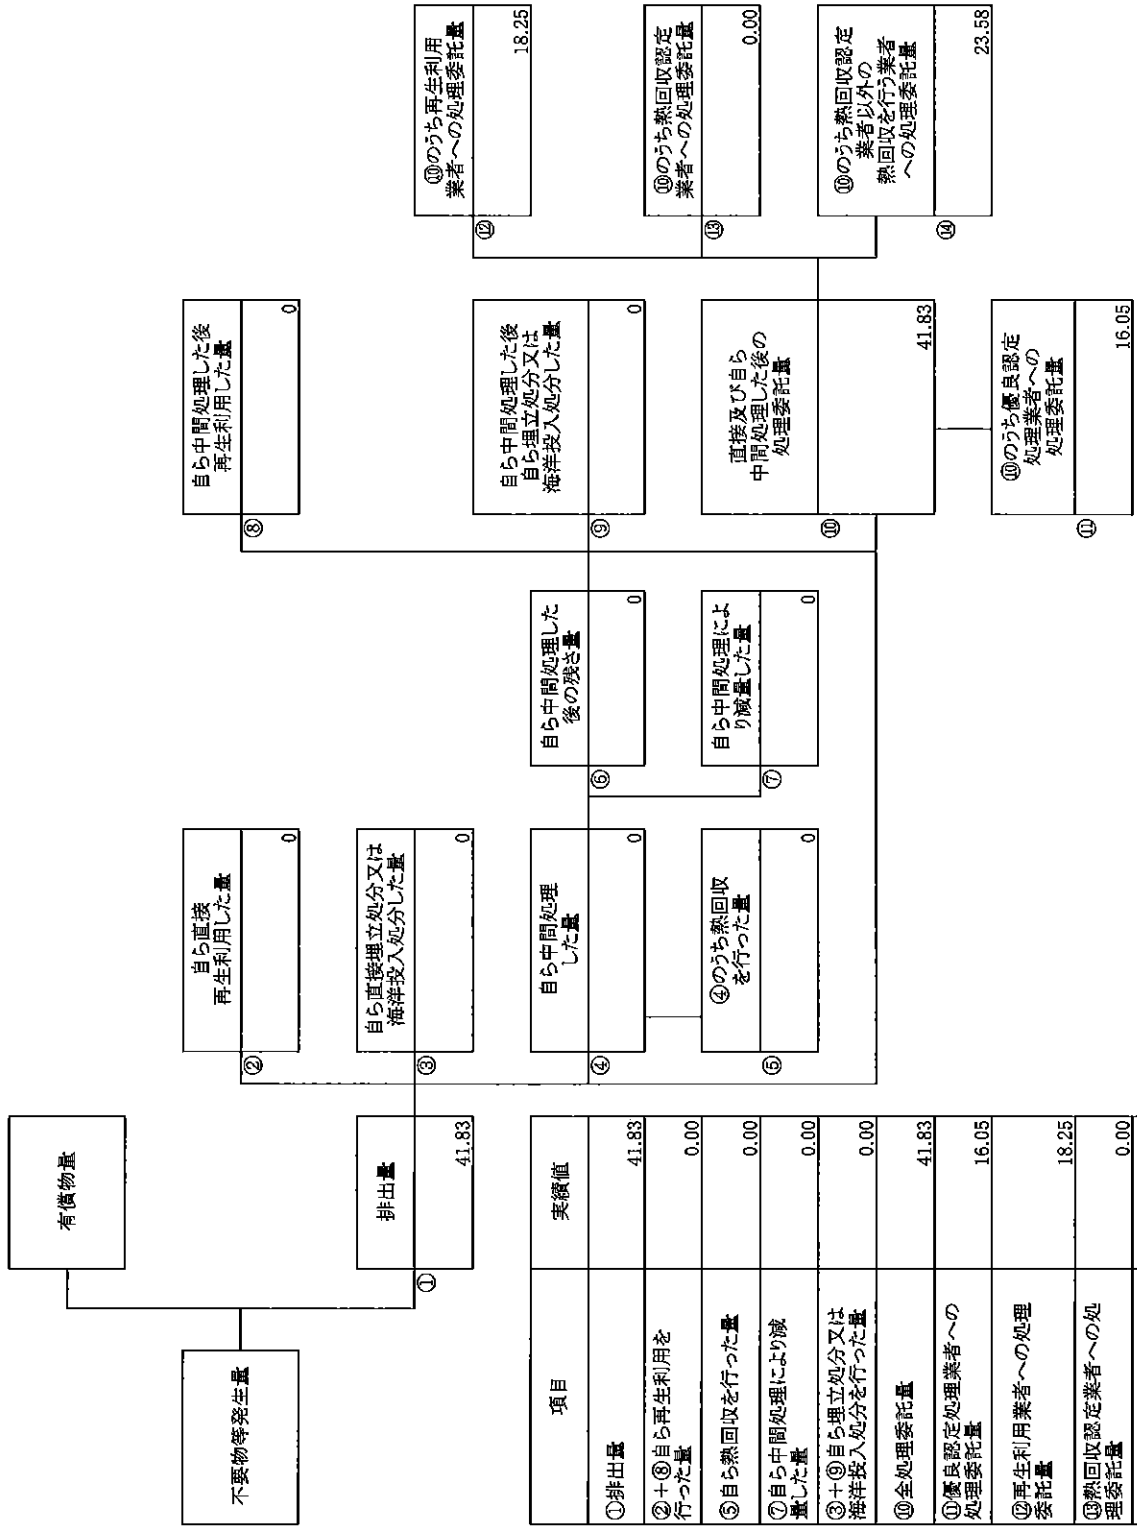 不要物等発生量
有償物量
①
排出量
41.83
②
自ら直接
再生利用した量
0
③
自ら直接埋立処分又は
海洋投入処分した量
0
④
自ら中間処理
した量
0
⑤
④のうち熱回収
を行った量
0
⑥
自ら中間処理した
後の残さ量
0
⑦
自ら中間処理によ
り減量した量
0
⑧
自ら中間処理した後
再生利用した量
0
⑨
自ら中間処理した後
自ら埋立処分又は
海洋投入処分した量
0
⑩
直接及び自ら
中間処理した後の
処理委託量
41.83
⑪
⑩のうち優良認定
処理業者への
処理委託量
16.05
⑫
⑩のうち再生利用
業者への処理委託量
18.25
⑬
⑩のうち熱回収認定
業者への処理委託量
0.00
⑭
⑩のうち熱回収認定
業者以外の
熱回収を行う業者
への処理委託量
23.58
項目
実績値
①排出量
41.83
②+⑧自ら再生利用を
行った量
0.00
⑤自ら熱回収を行った量
0.00
⑦自ら中間処理により減
量した量
0.00
③+⑨自ら埋立処分又は
海洋投入処分を行った量
0.00
⑩全処理委託量
41.83
⑪優良認定処理業者への
処理委託量
16.05
⑫再生利用業者への処理
委託量
18.25
⑬熱回収認定業者への処
理委託量
0.00